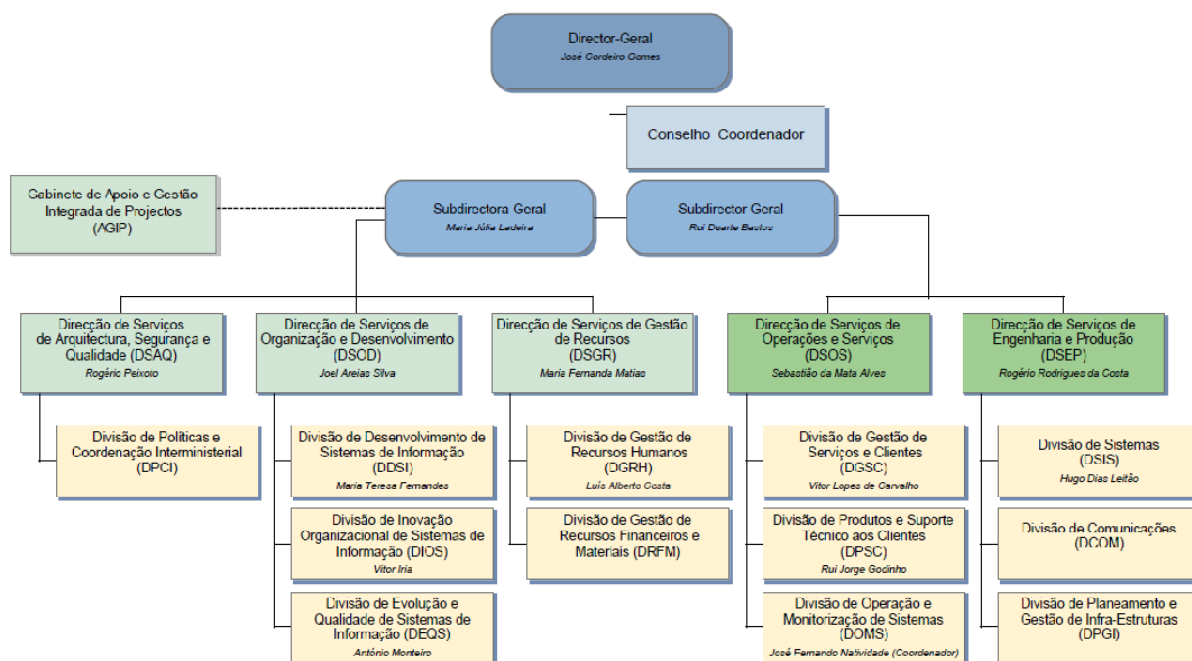 Director-Geral
José Cordeiro Gomes
Conselho Coordenador
Gabinete de Apoio e Gestão
Integrada de Projectos
(AGIP)
Subdirectora Geral
Maria Júlia Ladeira
Subdirector Geral
Rui Duarte Bastos
Direcção de Serviços
de Arquitectura, Segurança e
Qualidade (DSAQ)
Rogério Peixoto
Direcção de Serviços de
Organização e Desenvolvimento
(DSOD)
Joel Areias Silva
Direcção de Serviços de Gestão
de Recursos
(DSGR)
Maria Fernanda Matias
Direcção de Serviços de
Operações e Serviços
(DSOS)
Sebastião da Mata Alves
Direcção de Serviços de
Engenharia e Produção
(DSEP)
Rogério Rodrigues da Costa
Divisão de Políticas e
Coordenação Interministerial
(DPCI)
Divisão de Desenvolvimento de
Sistemas de Informação
(DDSI)
Maria Teresa Fernandes
Divisão de Gestão de
Recursos Humanos
(DGRH)
Luís Alberto Costa
Divisão de Gestão de
Serviços e Clientes
(DGSC)
Vitor Lopes de Carvalho
Divisão de Sistemas
(DSIS)
Hugo Dias Leitão
Divisão de Inovação
Organizacional de Sistemas de
Informação (DIOS)
Vitor Iria
Divisão de Gestão de
Recursos Financeiros e
Materiais (DRFM)
Divisão de Produtos e Suporte
Técnico aos Clientes
(DPSC)
Rui Jorge Godinho
Divisão de Comunicações
(DCOM)
Divisão de Evolução e
Qualidade de Sistemas de
Informação (DEQS)
António Monteiro
Divisão de Operação e
Monitorização de Sistemas
(DOMS)
José Fernando Natividade (Coordenador)
Divisão de Planeamento e
Gestão de Infra-Estruturas
(DPGI)